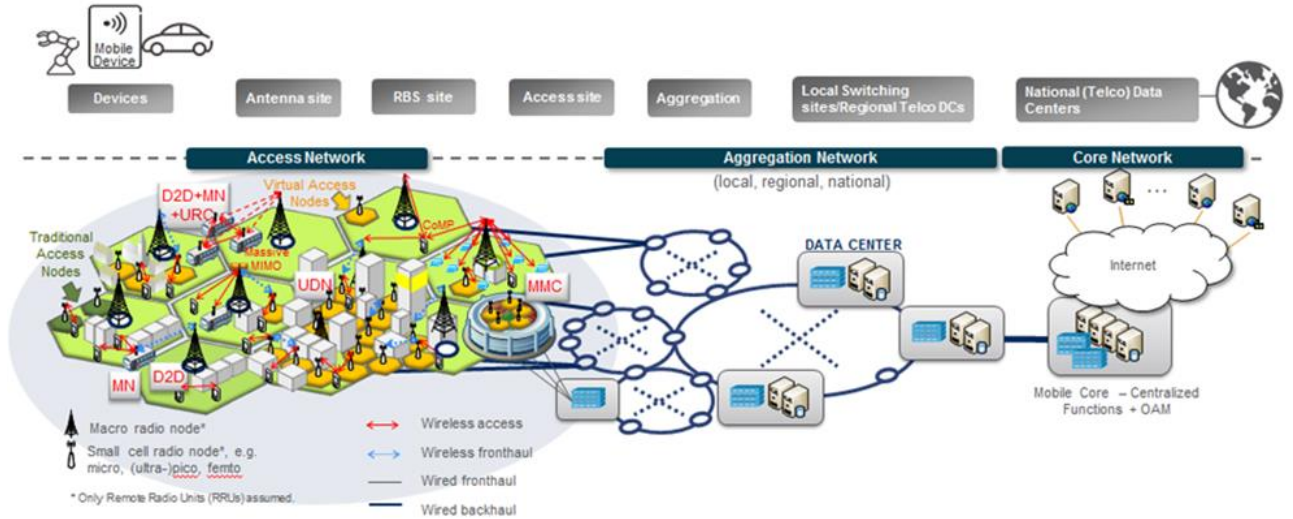 Mobile
Device
Devices
Antenna site
RBS site
Access site
Aggregation
Local Switching
sites/Regional Telco DCs
National (Telco) Data
Centers
Access Network
Aggregation Network
Core Network
(local, regional, national)
D2D+MN
+URC
Virtual Access
Nodes
CoMP
Traditional
Access
Nodes
Massive
MIMO
UDN
MMC
MN
D2D
DATA CENTER
Internet
...
Mobile Core – Centralized
Functions + OAM
Macro radio node*
Small cell radio node*, e.g.
micro, (ultra-)pico, femto
* Only Remote Radio Units (RRUs) assumed.
Wireless access
Wireless fronthaul
Wired fronthaul
Wired backhaul